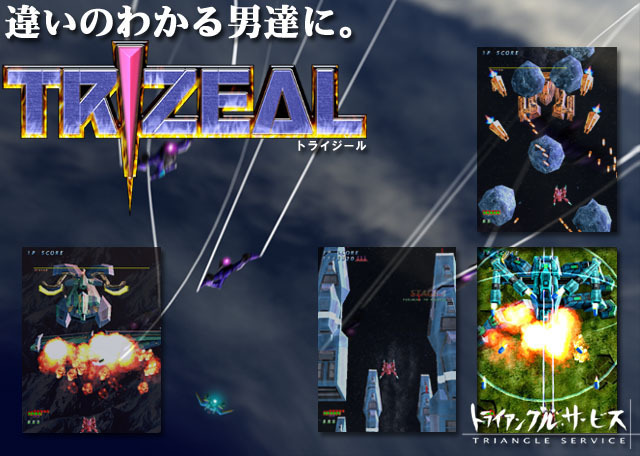 違いのわかる男達に。
TRIZEAL
トライジール
1P SCORE
1P SCORE
トライアングル・サービス
TRIANGLE SERVICE